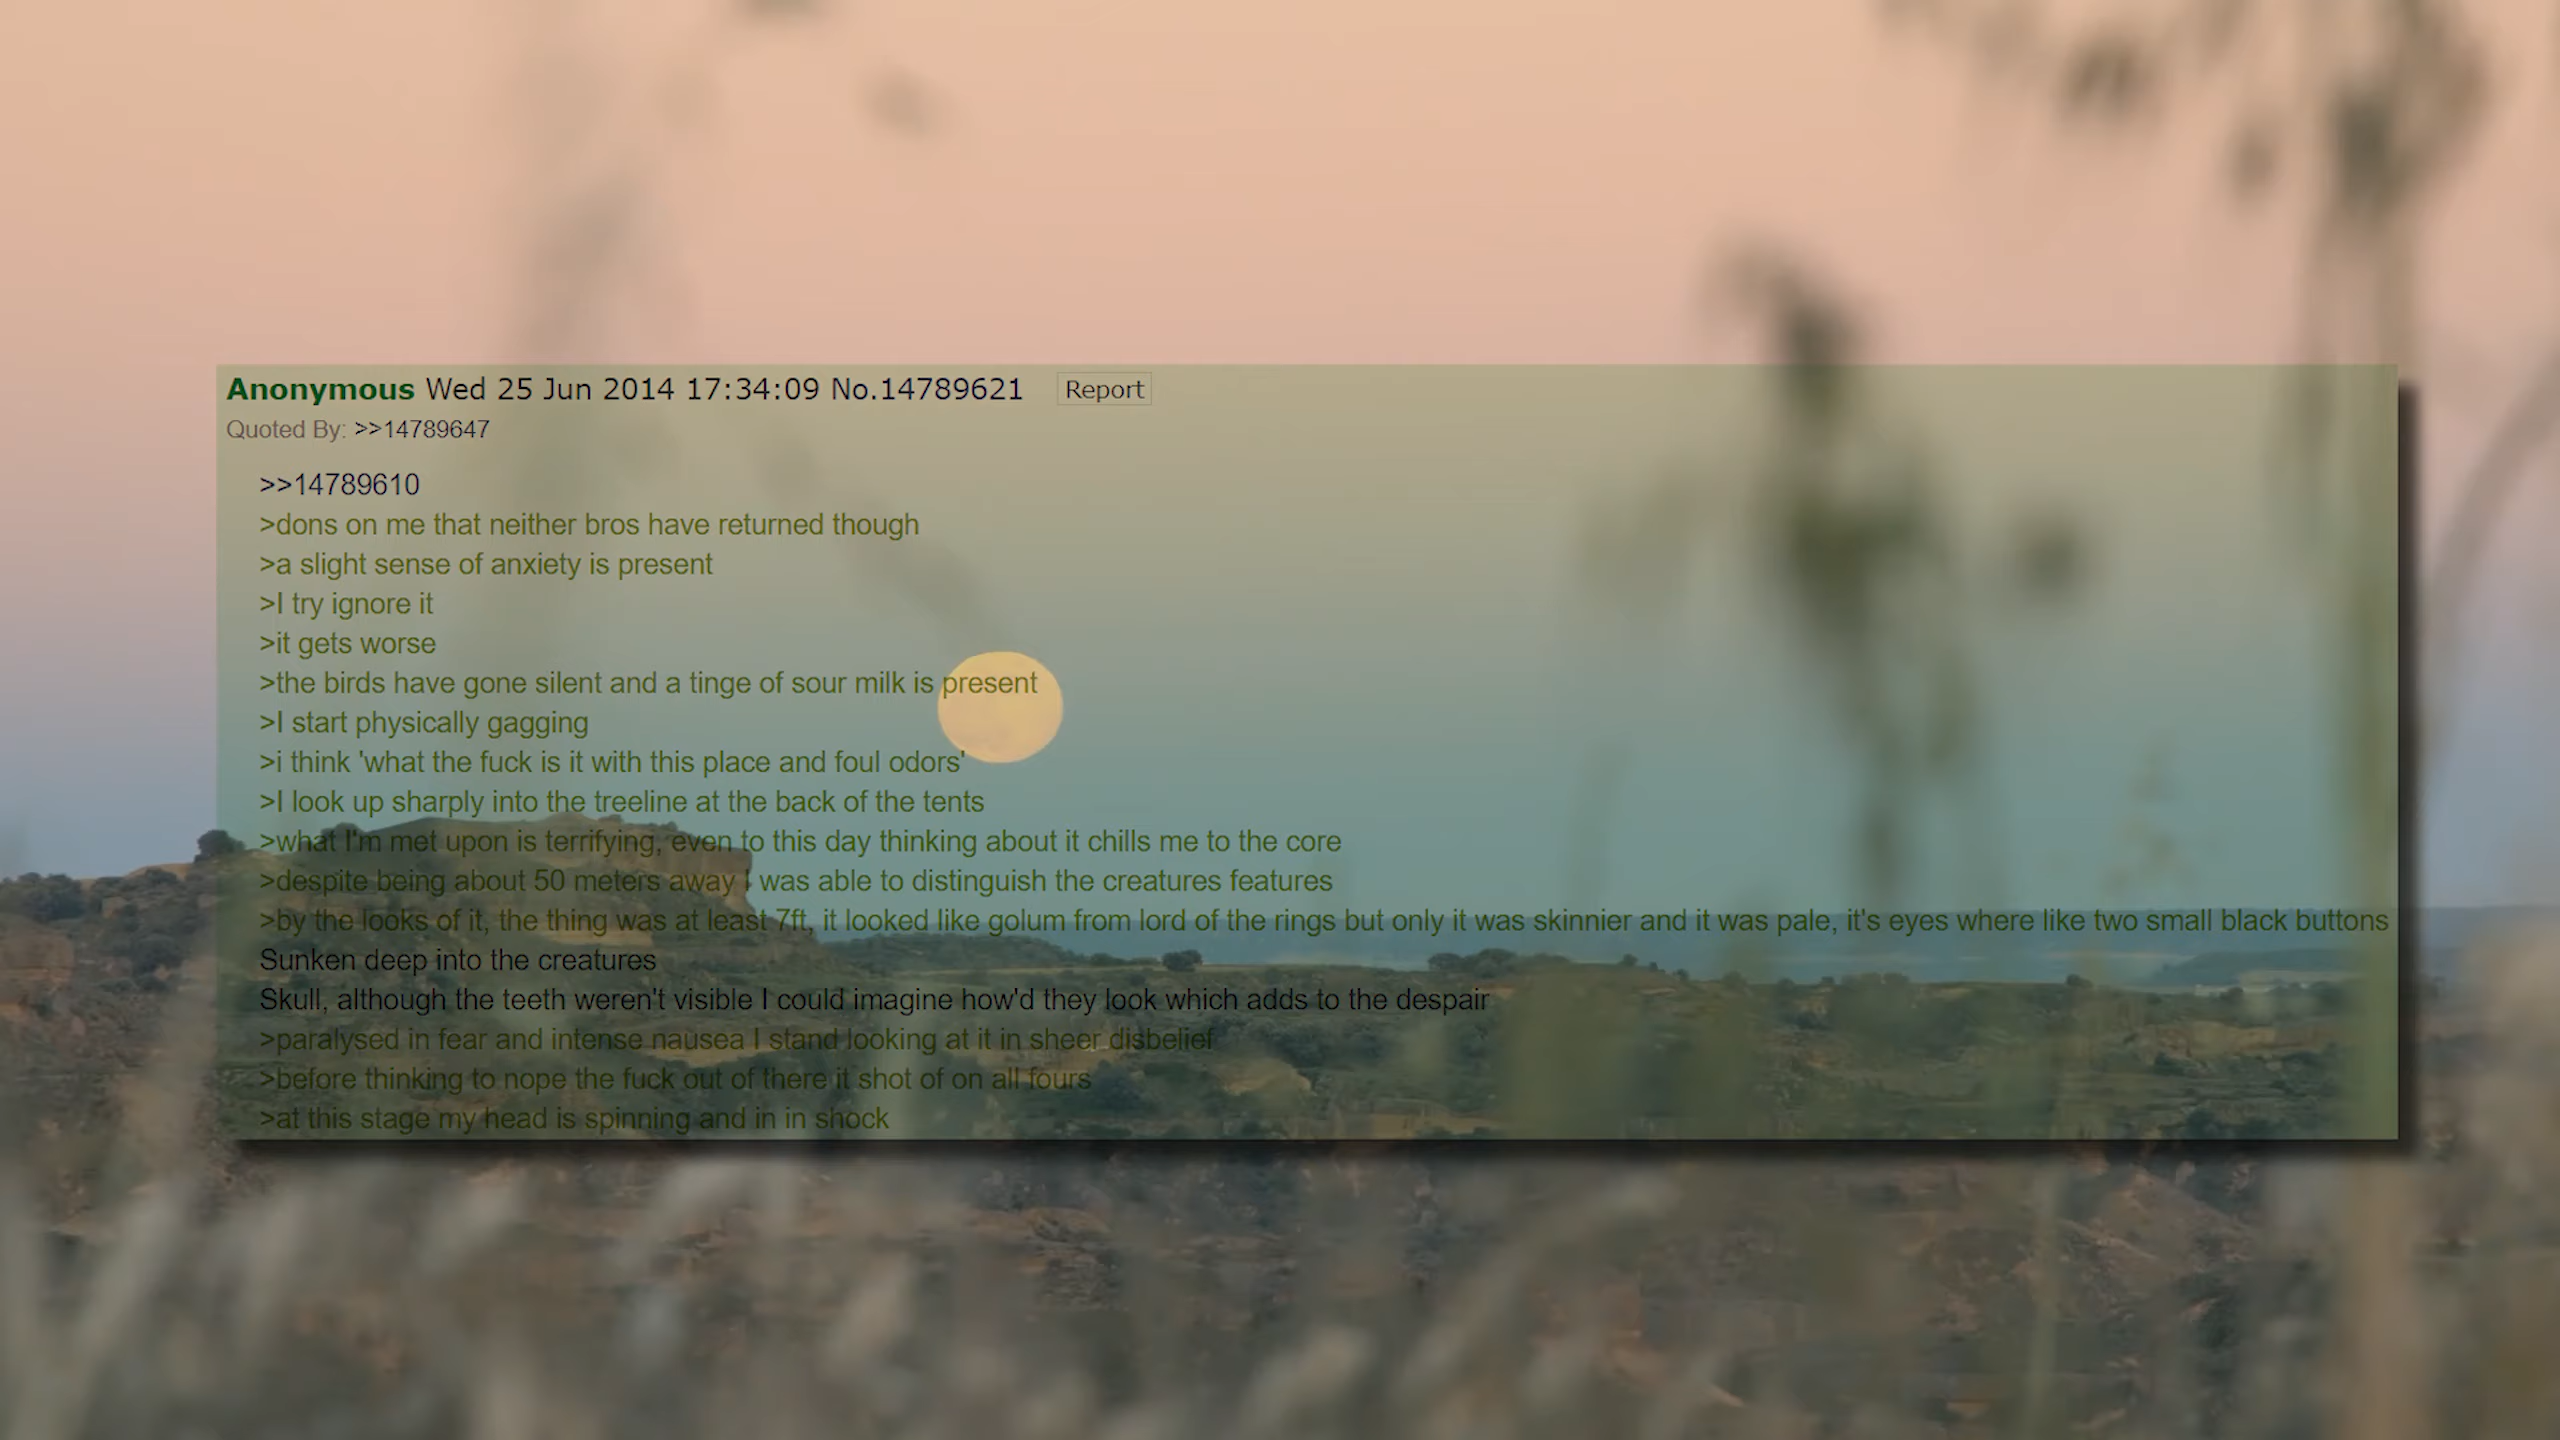 Anonymous Wed 25 Jun 2014 17:34:09 No.14789621 Report
Quoted By: >>14789647
>>14789610
>dons on me that neither bros have returned though
>a slight sense of anxiety is present
>I try ignore it
>it gets worse
>the birds have gone silent and a tinge of sour milk is present
>I start physically gagging
>i think 'what the fuck is it with this place and foul odors'
>I look up sharply into the treeline at the back of the tents
>what I'm met upon is terrifying, even to this day thinking about it chills me to the core
>despite being about 50 meters away I was able to distinguish the creatures features
>by the looks of it, the thing was at least 7ft, it looked like golum from lord of the rings but only it was skinnier and it was pale, it's eyes where like two small black buttons
Sunken deep into the creatures
Skull, although the teeth weren't visible I could imagine how'd they look which adds to the despair
>paralysed in fear and intense nausea I stand looking at it in sheer disbelief
>before thinking to nope the fuck out of there it shot of on all fours
>at this stage my head is spinning and in in shock